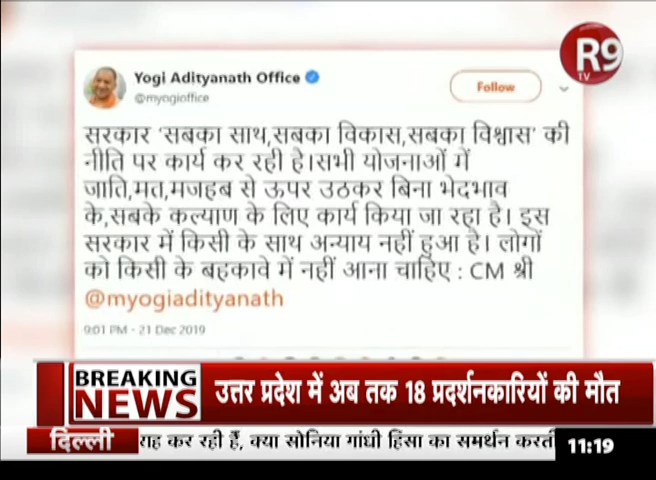 R9
TV
Yogi Adityanath Office
@myogioffice
Follow
सरकार 'सबका साथ,सबका विकास,सबका विश्वास' की
नीति पर कार्य कर रही है।सभी योजनाओं में
जाति,मत,मजहब से ऊपर उठकर बिना भेदभाव
के,सबके कल्याण के लिए कार्य किया जा रहा है। इस
सरकार में किसी के साथ अन्याय नहीं हुआ है। लोगों
को किसी के बहकावे में नहीं आना चाहिए : CM श्री
@myogiadityanath
9:01 PM - 21 Dec 2019
BREAKING
NEWS
उत्तर प्रदेश में अब तक 18 प्रदर्शनकारियों की मौत
दिल्ली
राह कर रही हैं, क्या सोनिया गांधी हिंसा का समर्थन करती
11:19